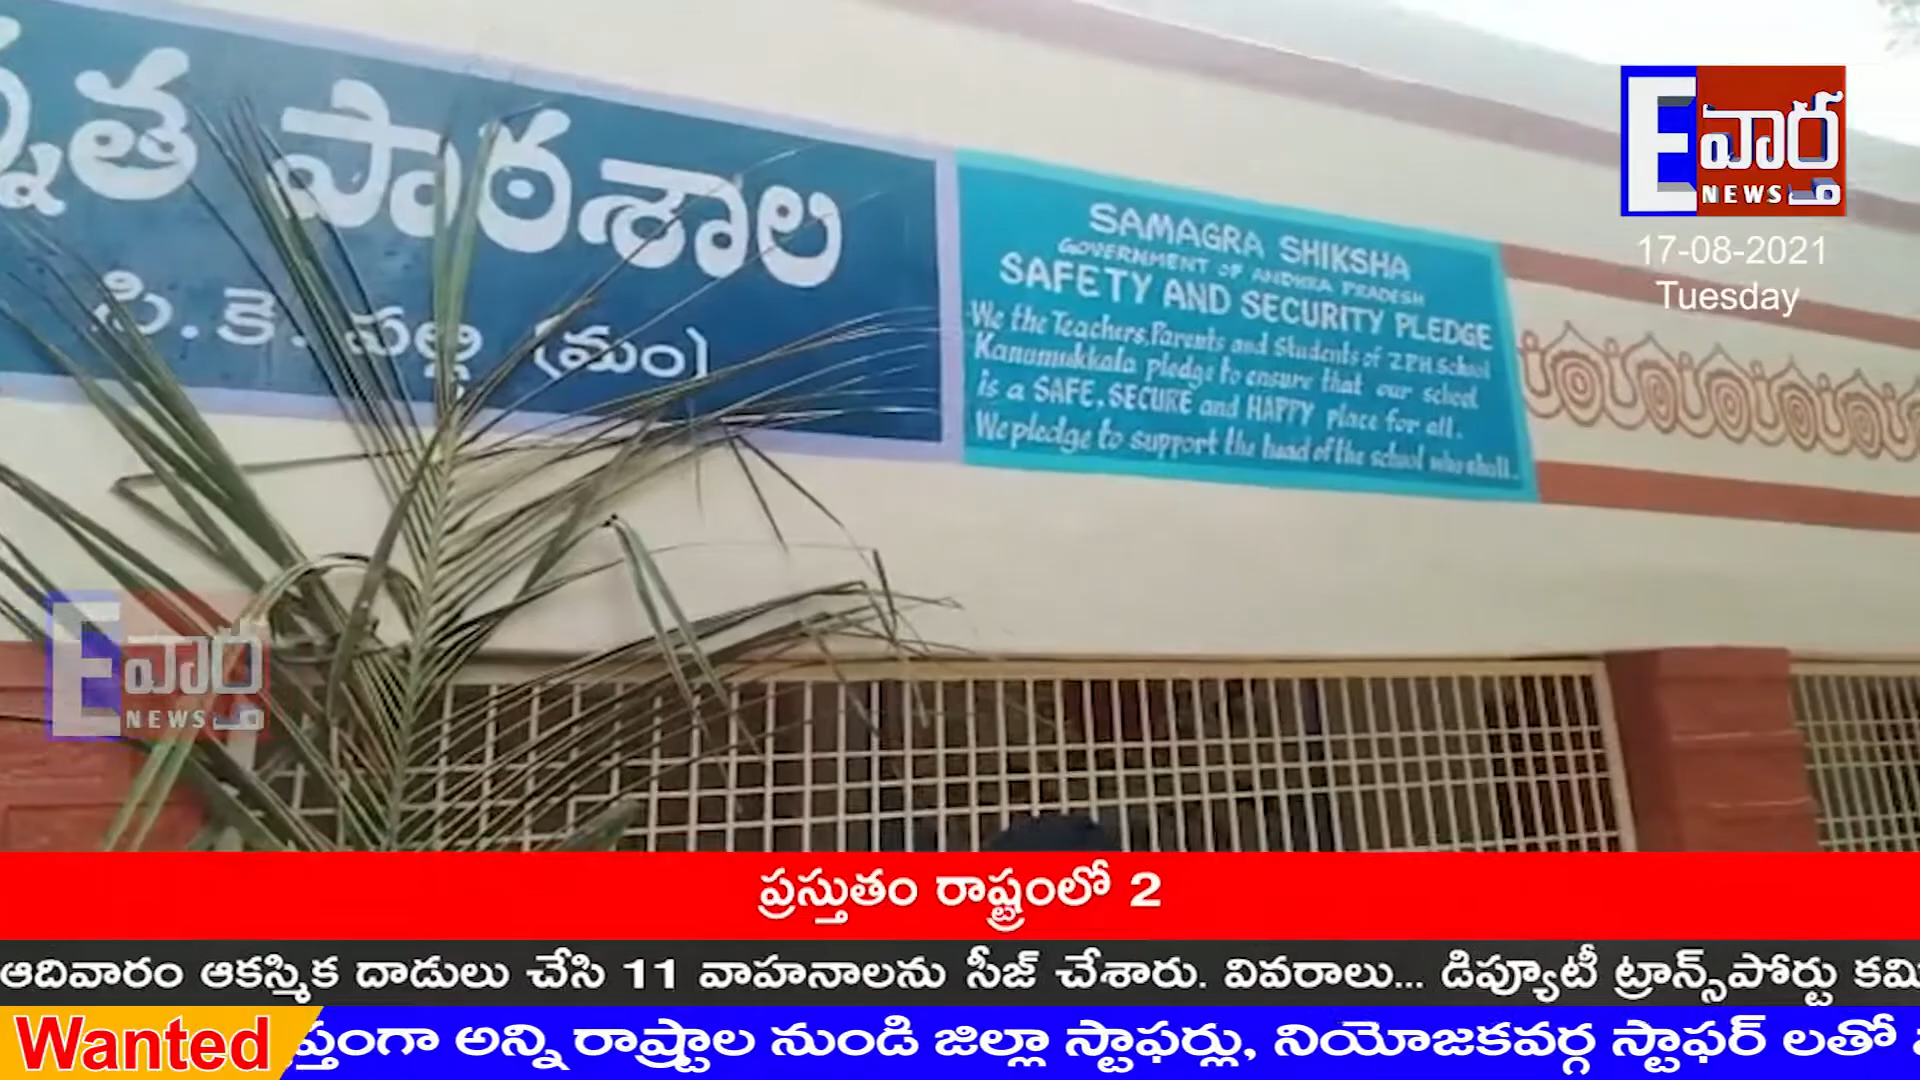 న్నత పాఠశాల
సి.కె.పల్లి (మం)
SAMAGRA SHIKSHA
GOVERNMENT OF ANDHRA PRADESH
SAFETY AND SECURITY PLEDGE
We the Teachers, Parents and Students of ZPH School
Kanumukkala pledge to ensure that our school
is a SAFE, SECURE and HAPPY place for all.
We pledge to support the head of the school who shall.
E వార్త
NEWS
17-08-2021
Tuesday
E వార్త
NEWS
ప్రస్తుతం రాష్ట్రంలో 2
ఆదివారం ఆకస్మిక దాడులు చేసి 11 వాహనాలను సీజ్ చేశారు. వివరాలు... డిప్యూటీ ట్రాన్స్‌పోర్టు కమి
Wanted ప్తంగా అన్ని రాష్ట్రాల నుండి జిల్లా స్టాఫర్లు, నియోజకవర్గ స్టాఫర్ లతో